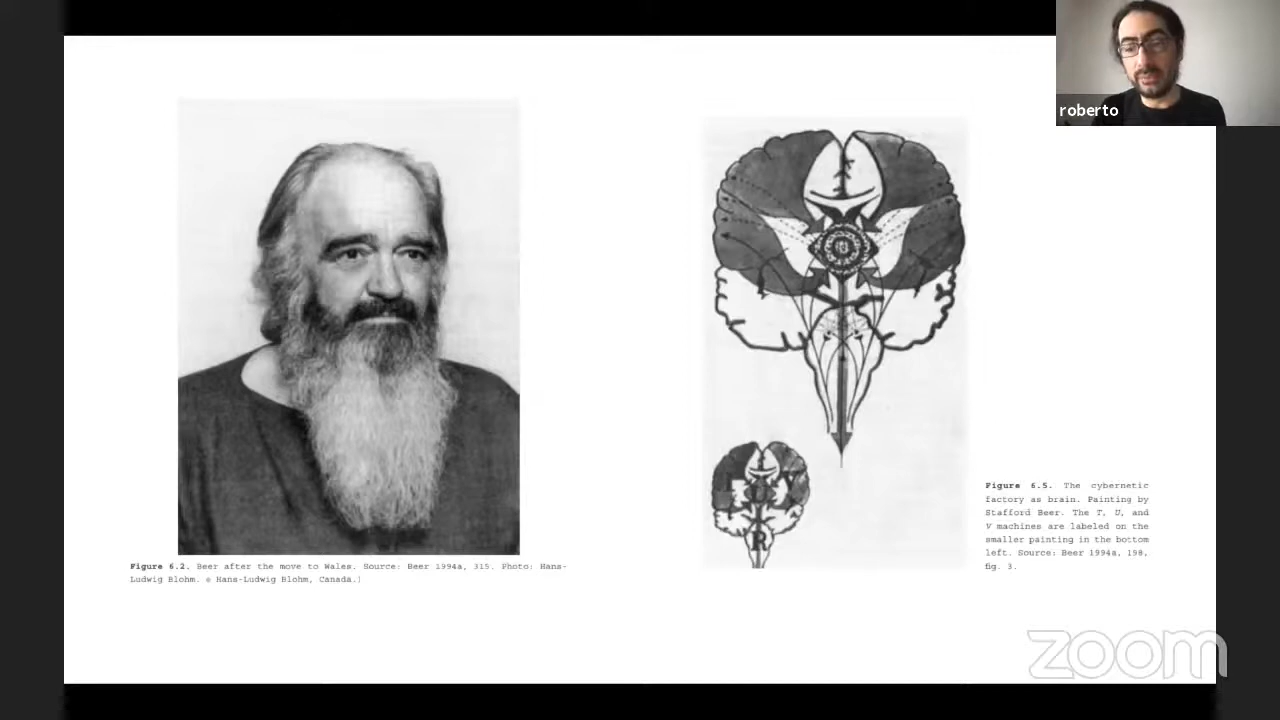 roberto
Figure 6.2. Beer after the move to Wales. Source: Beer 1994a, 315. Photo: Hans-
Ludwig Blohm. © Hans-Ludwig Blohm, Canada.]
Figure 6.5. The cybernetic
factory as brain. Painting by
Stafford Beer. The T, U, and
V machines are labeled on the
smaller painting in the bottom
left. Source: Beer 1994a, 198,
fig. 3.
U
V
R
zoom